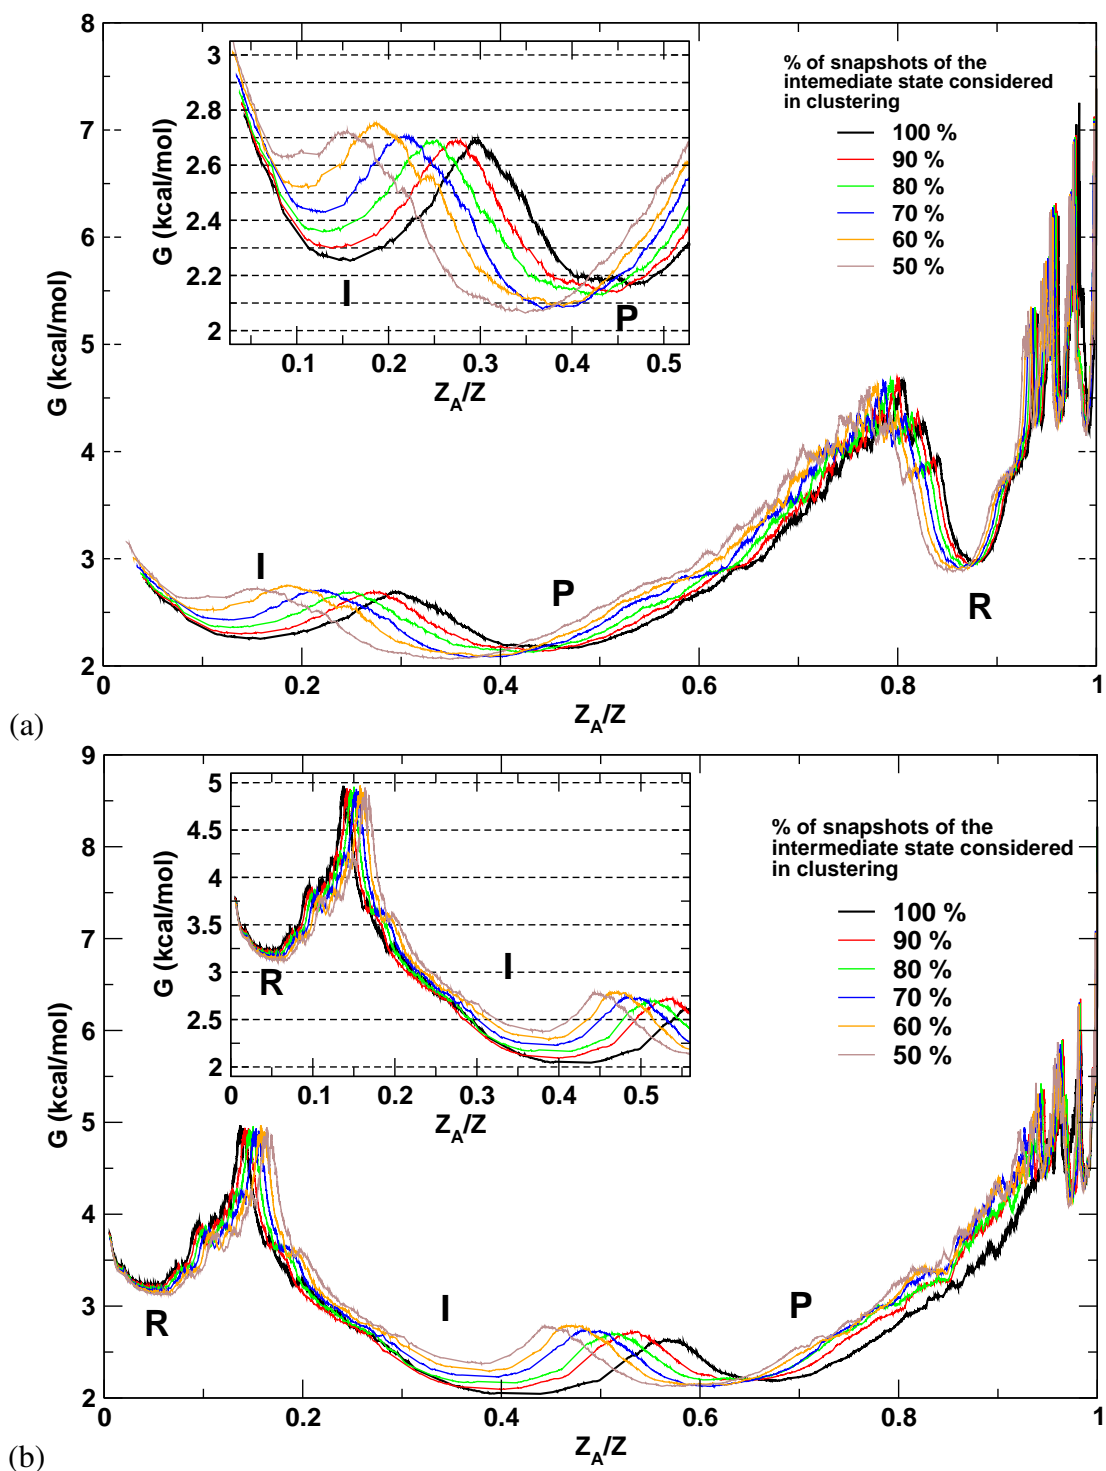 8
7
6
5
4
3
2
G (kcal/mol)
0
0.2
0.4
0.6
0.8
1
Z_A/Z
I
P
R
3
2.8
2.6
2.4
2.2
2
G (kcal/mol)
0.1
0.2
0.3
0.4
0.5
Z_A/Z
I
P
% of snapshots of the
intemediate state considered
in clustering
100 %
90 %
80 %
70 %
60 %
50 %
(a)
9
8
7
6
5
4
3
2
G (kcal/mol)
0
0.2
0.4
0.6
0.8
1
Z_A/Z
R
I
P
5
4.5
4
3.5
3
2.5
2
G (kcal/mol)
0
0.1
0.2
0.3
0.4
0.5
Z_A/Z
R
I
% of snapshots of the
intermediate state considered
in clustering
100 %
90 %
80 %
70 %
60 %
50 %
(b)